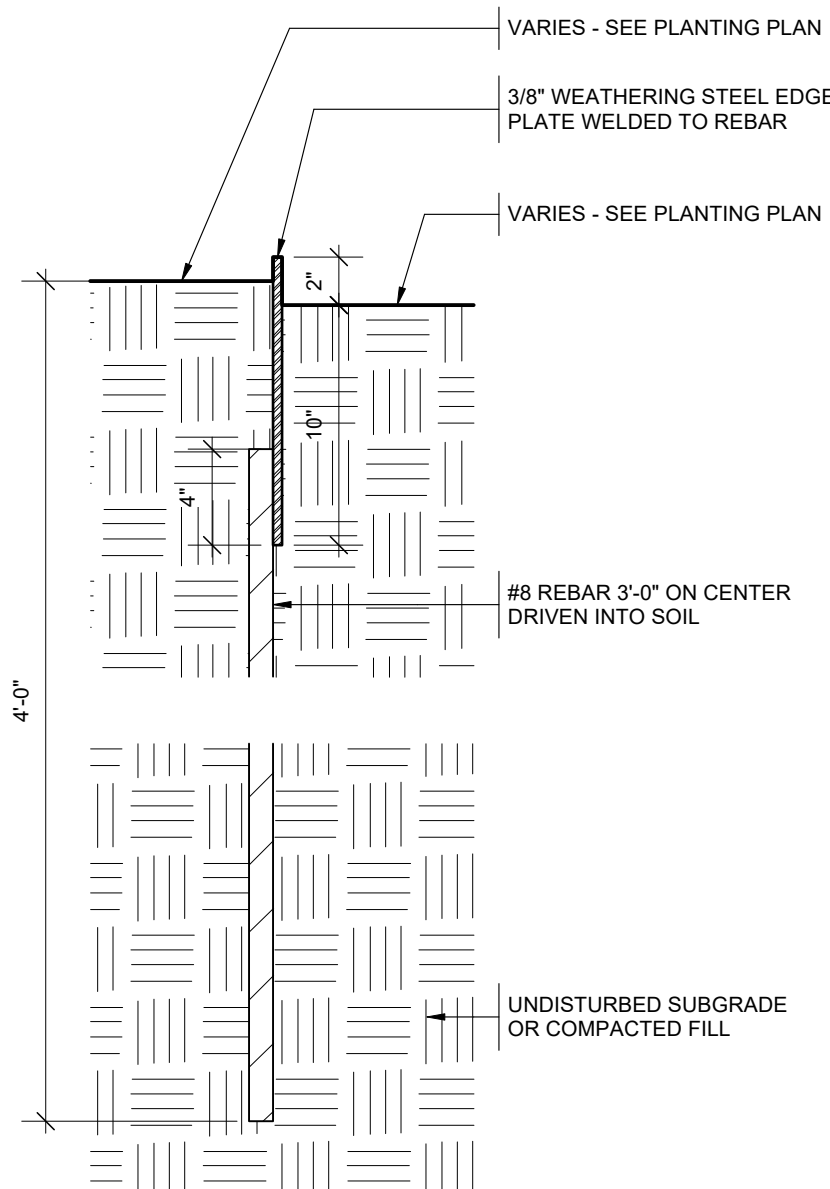 VARIES - SEE PLANTING PLAN
3/8" WEATHERING STEEL EDGE
PLATE WELDED TO REBAR
VARIES - SEE PLANTING PLAN
2"
10"
4"
#8 REBAR 3'-0" ON CENTER
DRIVEN INTO SOIL
4'-0"
UNDISTURBED SUBGRADE
OR COMPACTED FILL